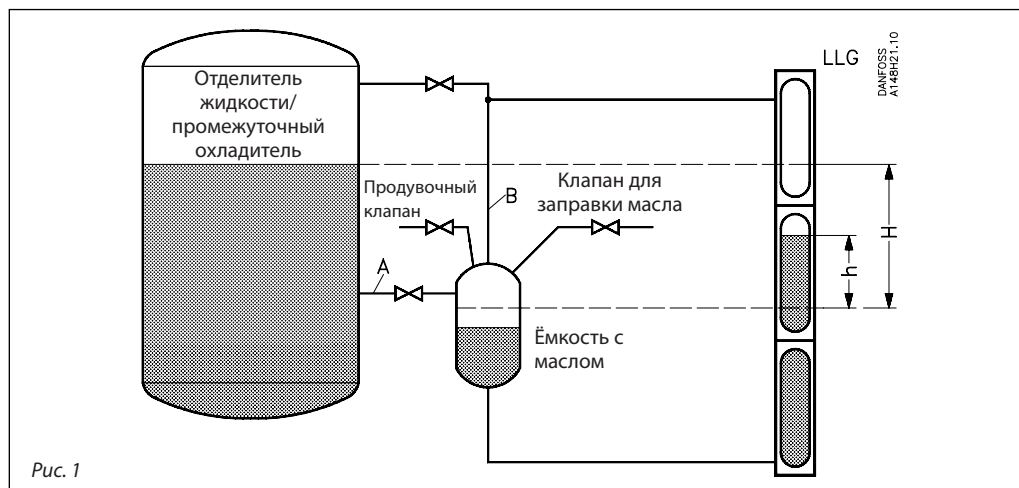 Отделитель
жидкости/
промежуточный
охладитель
LLG
DANFOSS
A148H21.10
Продувочный
клапан
B
Клапан для
заправки масла
A
H
h
Ёмкость с
маслом
Рис. 1